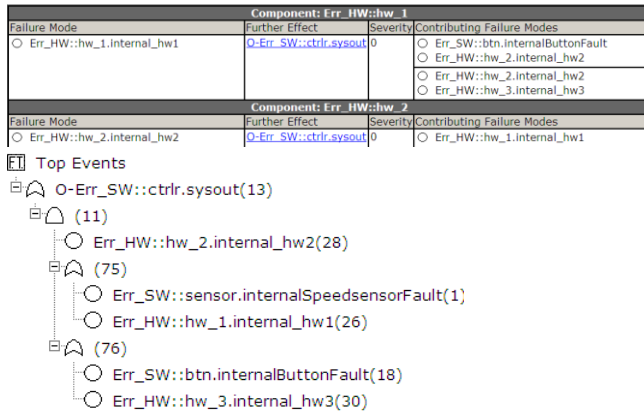 Component: Err_HW::hw_1
Failure Mode Further Effect Severity Contributing Failure Modes
Err_HW::hw_1.internal_hw1 O-Err_SW::ctrlr.sysout 0 Err_SW::btn.internalButtonFault
Err_HW::hw_2.internal_hw2
Err_HW::hw_2.internal_hw2
Err_HW::hw_3.internal_hw3
Component: Err_HW::hw_2
Failure Mode Further Effect Severity Contributing Failure Modes
Err_HW::hw_2.internal_hw2 O-Err_SW::ctrlr.sysout 0 Err_HW::hw_1.internal_hw1
FT Top Events
O-Err_SW::ctrlr.sysout(13)
(11)
Err_HW::hw_2.internal_hw2(28)
(75)
Err_SW::sensor.internalSpeedsensorFault(1)
Err_HW::hw_1.internal_hw1(26)
(76)
Err_SW::btn.internalButtonFault(18)
Err_HW::hw_3.internal_hw3(30)